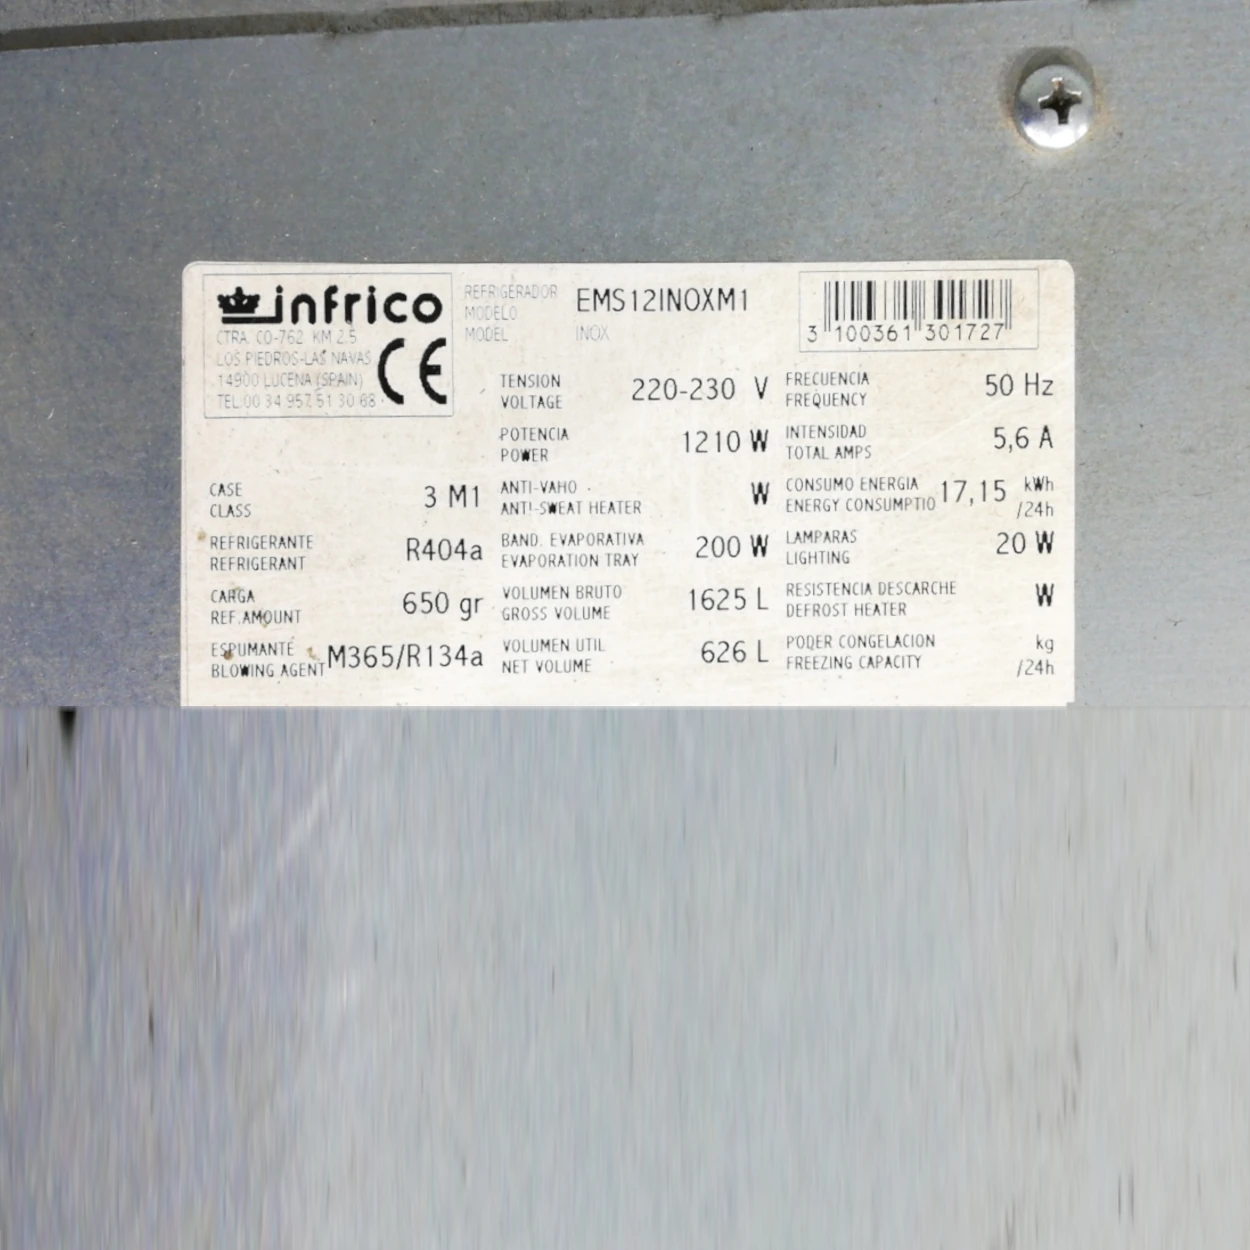 infrico
CTRA. CO-762 KM 2.5
LOS PIEDROS-LAS NAVAS
14900 LUCENA (SPAIN)
TEL:00 34 957 51 30 68
CE
REFRIGERADOR
MODELO
MODEL
EMS12INOXM1
INOX
3 100361 301727
TENSION
VOLTAGE
220-230 V
FRECUENCIA
FREQUENCY
50 Hz
POTENCIA
POWER
1210 W
INTENSIDAD
TOTAL AMPS
5,6 A
CASE
CLASS
3 M1
ANTI-VAHO
ANTI-SWEAT HEATER
W
CONSUMO ENERGIA
ENERGY CONSUMPTIO
17,15 kWh
/24h
REFRIGERANTE
REFRIGERANT
R404a
BAND. EVAPORATIVA
EVAPORATION TRAY
200 W
LAMPARAS
LIGHTING
20 W
CARGA
REF. AMOUNT
650 gr
VOLUMEN BRUTO
GROSS VOLUME
1625 L
RESISTENCIA DESCARCHE
DEFROST HEATER
W
ESPUMANTE
BLOWING AGENT
M365/R134a
VOLUMEN UTIL
NET VOLUME
626 L
PODER CONGELACION
FREEZING CAPACITY
kg
/24h